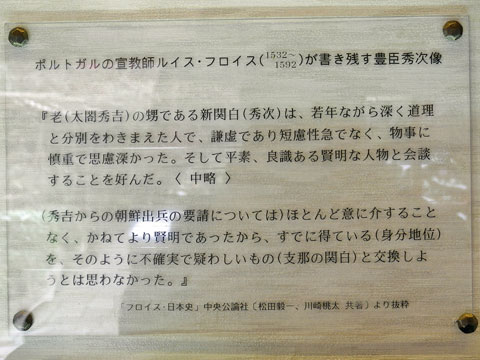 ポルトガルの宣教師ルイス・フロイス(1532〜1592)が書き残す豊臣秀次像
『老(太閤秀吉)の甥である新関白(秀次)は、若年ながら深く道理
と分別をわきまえた人で、謙虚であり短慮性急でなく、物事に
慎重で思慮深かった。そして平素、良識ある賢明な人物と会談
することを好んだ。〈 中略 〉
(秀吉からの朝鮮出兵の要請については)ほとんど意に介すること
なく、かねてより賢明であったから、すでに得ている(身分地位)
を、そのように不確実で疑わしいもの(支那の関白)と交換しよ
うとは思わなかった。』
「フロイス・日本史」中央公論社〔松田毅一、川崎桃太 共著〕より抜粋